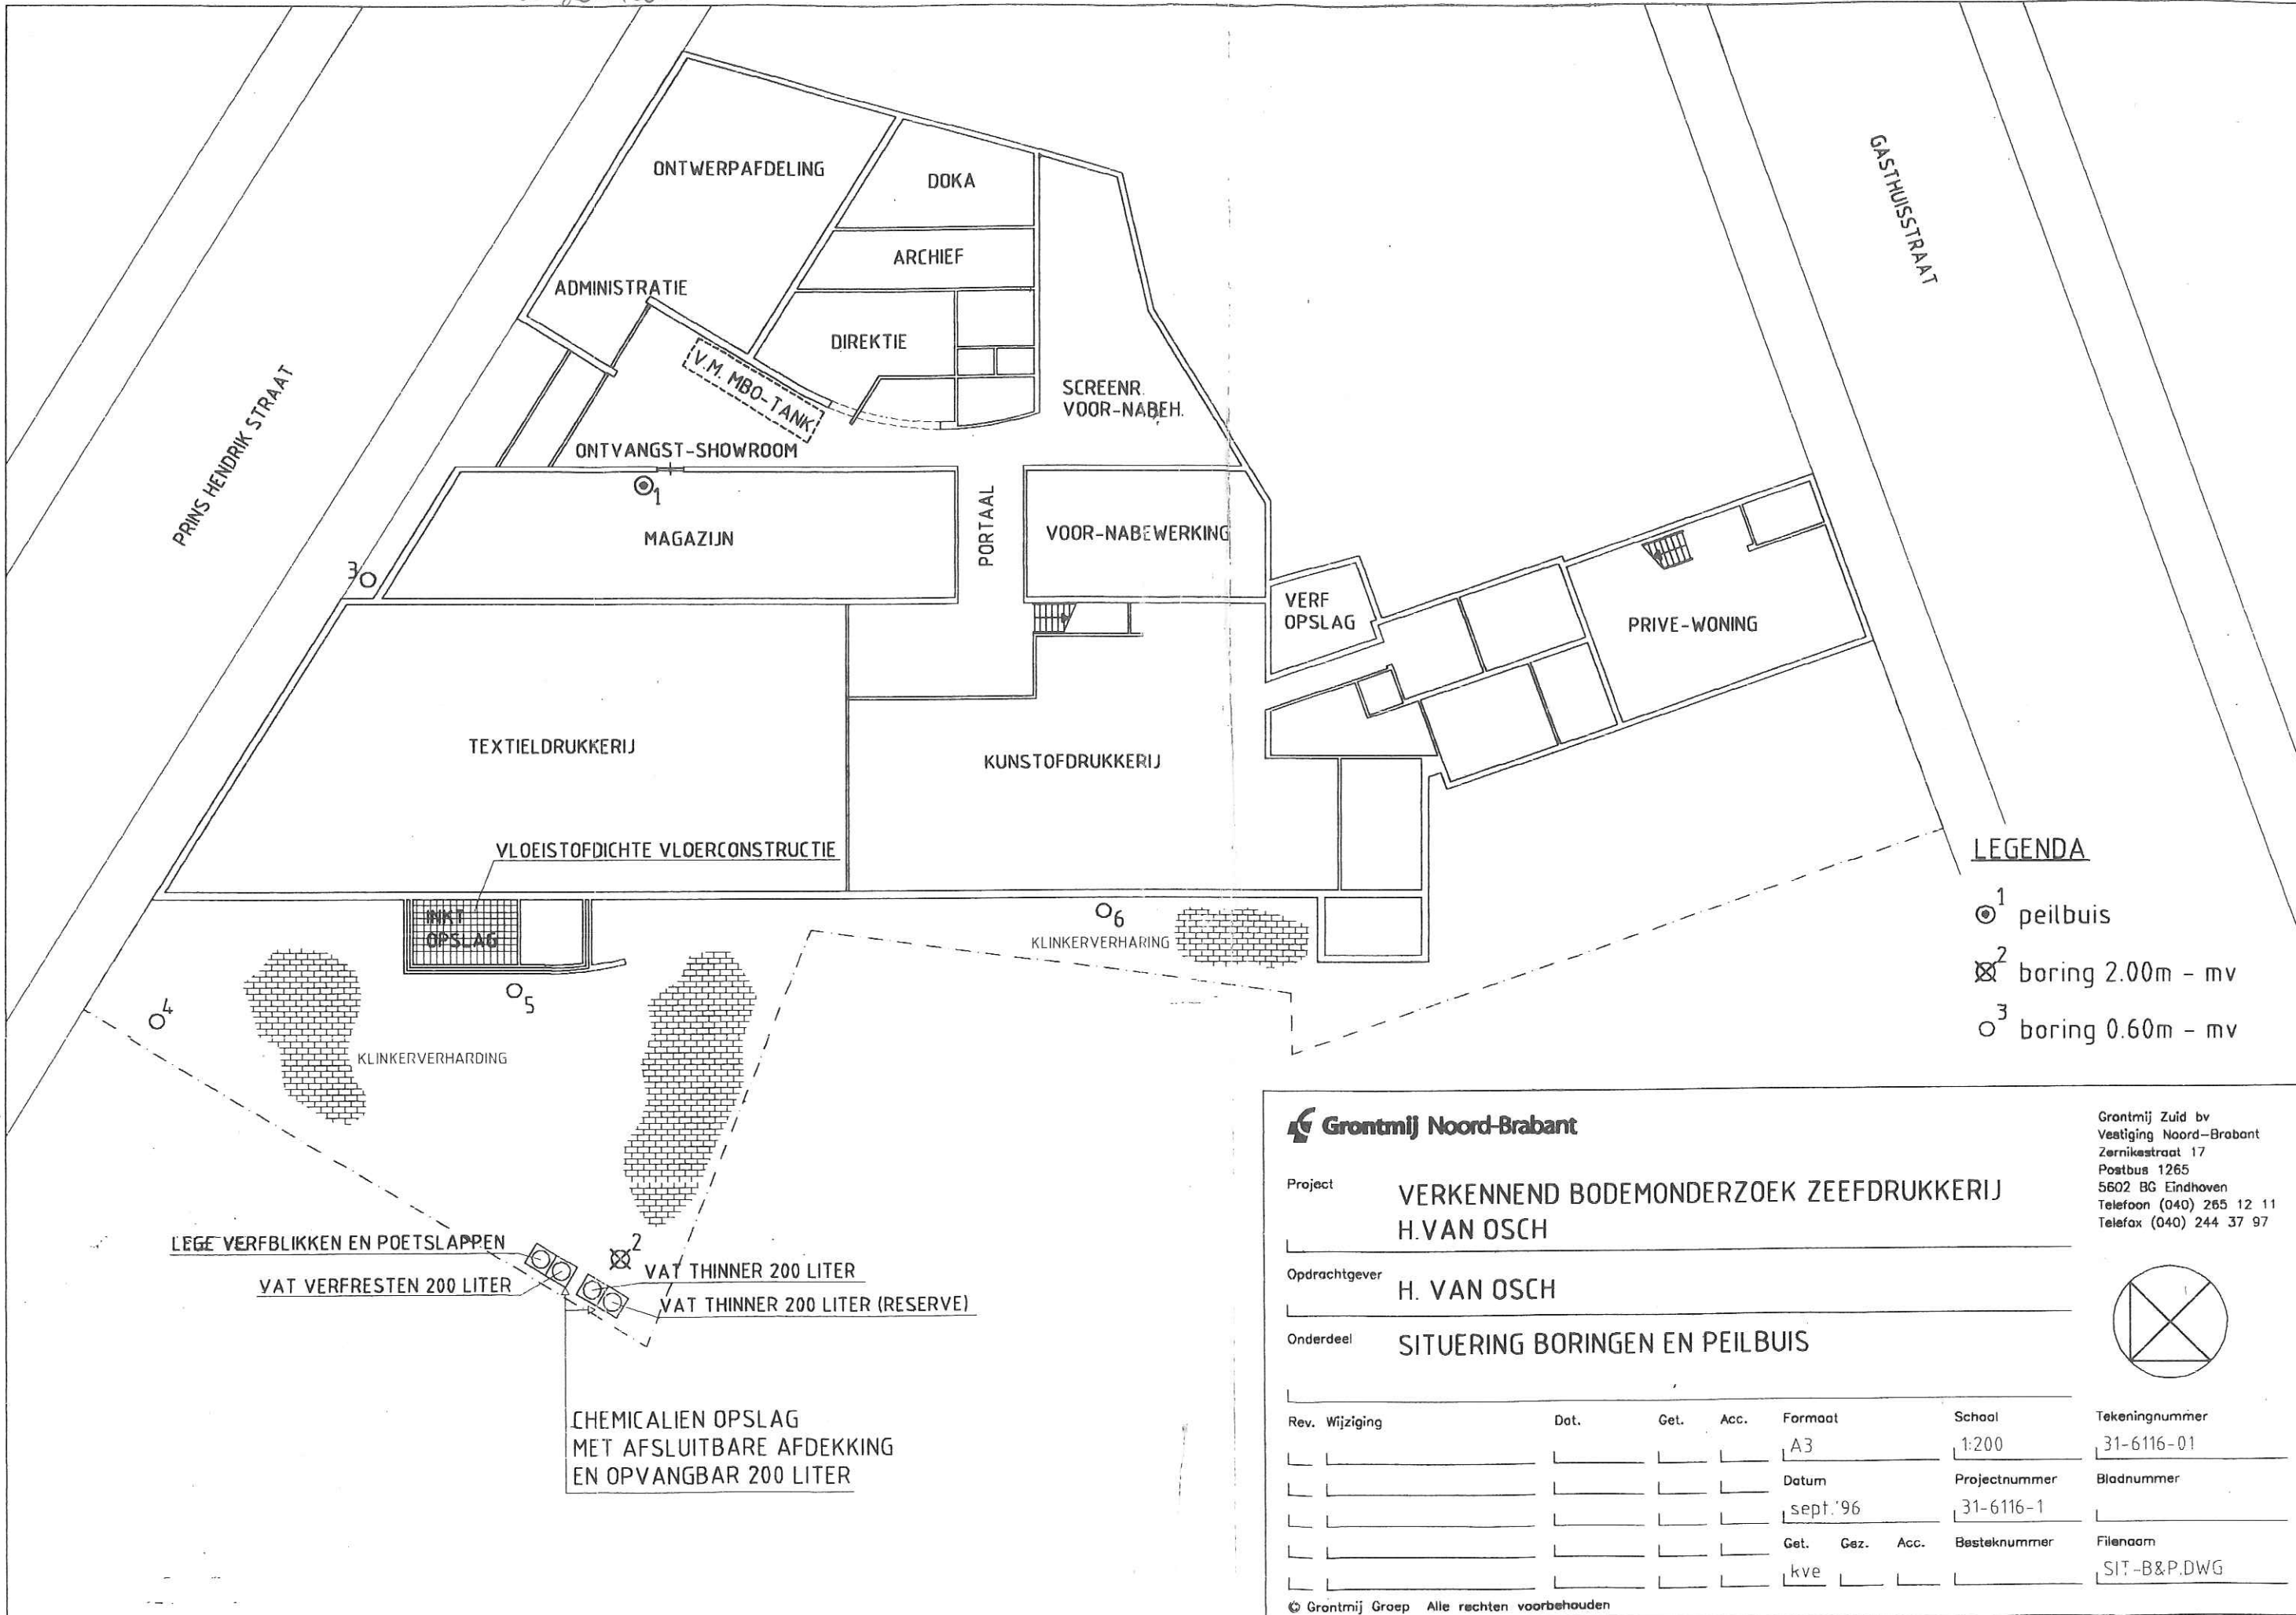 ONTWERPAFDELING
DOKA
ARCHIEF
ADMINISTRATIE
DIREKTIE
V.M. MBO-TANK
SCREENR.
VOOR-NABEH.
ONTVANGST-SHOWROOM
1
MAGAZIJN
PORTAAL
VOOR-NABEWERKING
PRINS HENDRIK STRAAT
GASTHUISSTRAAT
3
VERF
OPSLAG
PRIVE-WONING
TEXTIELDRUKKERIJ
KUNSTOFDRUKKERIJ
VLOEISTOFDICHTE VLOERCONSTRUCTIE
INKT
OPSLAG
6
KLINKERVERHARING
5
4
KLINKERVERHARDING
LEGE VERFBLIKKEN EN POETSLAPPEN
2
VAT VERFRESTEN 200 LITER
VAT THINNER 200 LITER
VAT THINNER 200 LITER (RESERVE)
CHEMICALIEN OPSLAG
MET AFSLUITBARE AFDEKKING
EN OPVANGBAR 200 LITER
LEGENDA
1 peilbuis
2 boring 2.00m - mv
3 boring 0.60m - mv
Grontmij Noord-Brabant
Grontmij Zuid bv
Vestiging Noord-Brabant
Zernikestraat 17
Postbus 1265
5602 BG Eindhoven
Telefoon (040) 265 12 11
Telefax (040) 244 37 97
Project VERKENNEND BODEMONDERZOEK ZEEFDRUKKERIJ
H.VAN OSCH
Opdrachtgever H. VAN OSCH
Onderdeel SITUERING BORINGEN EN PEILBUIS
Rev. Wijziging Dat. Get. Acc. Formaat Schaal Tekeningnummer
A3 1:200 31-6116-01
Datum Projectnummer Bladnummer
sept.'96 31-6116-1
Get. Gez. Acc. Besteknummer Filenaam
kve SIT-B&P.DWG
© Grontmij Groep Alle rechten voorbehouden